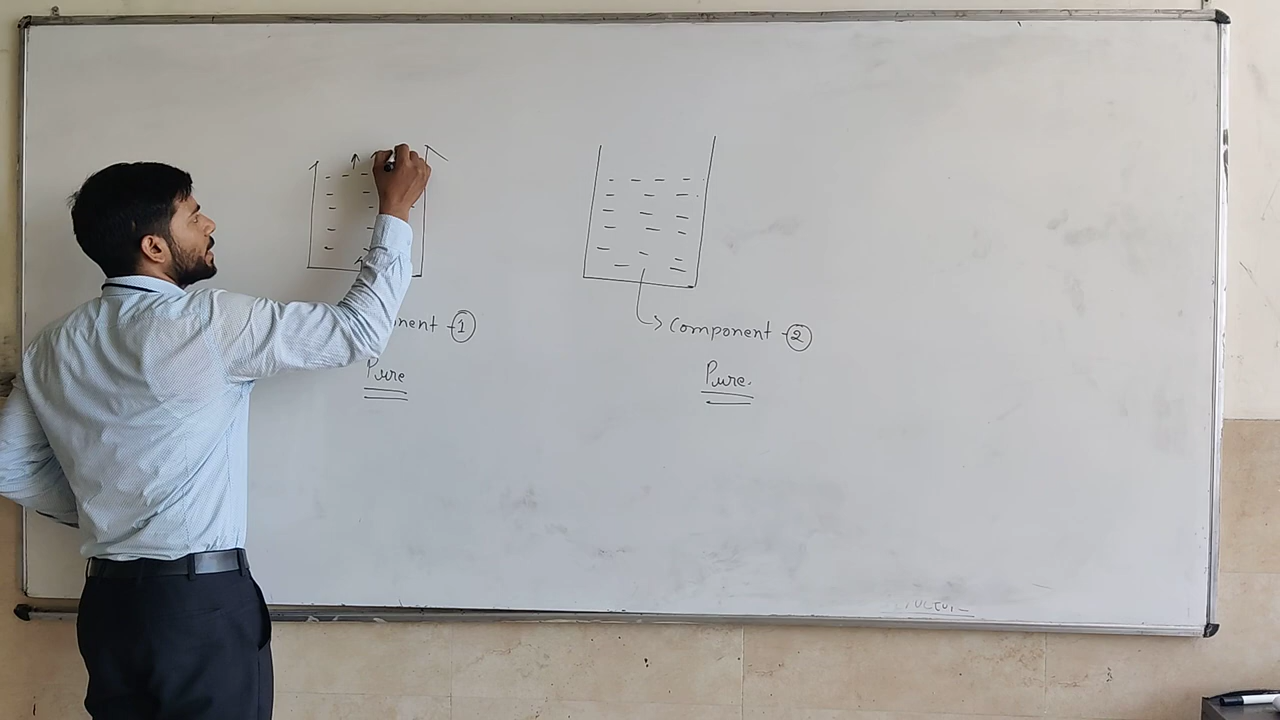 nent - 1
Pure
Component - 2
Pure.